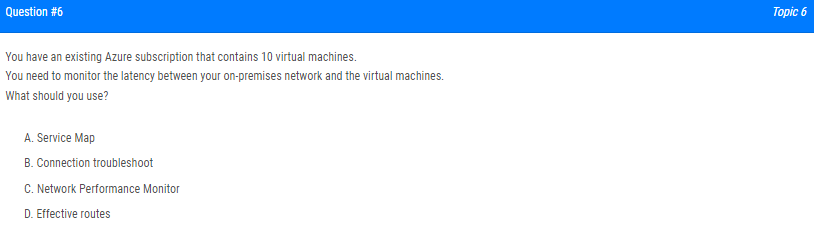 Question #6 Topic 6
You have an existing Azure subscription that contains 10 virtual machines.
You need to monitor the latency between your on-premises network and the virtual machines.
What should you use?
A. Service Map
B. Connection troubleshoot
C. Network Performance Monitor
D. Effective routes